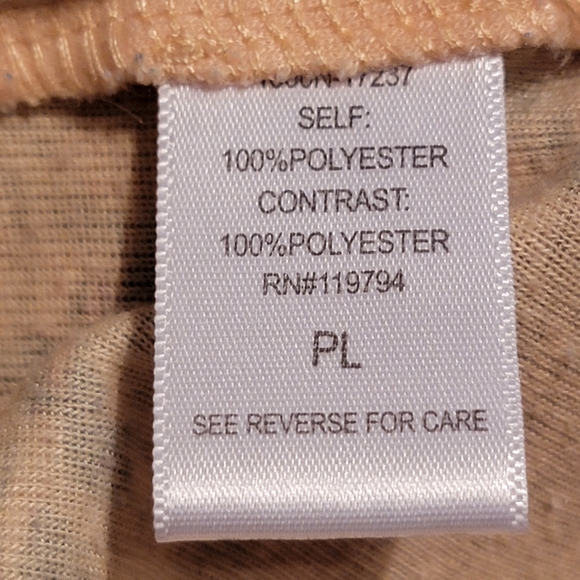 SELF:
100%POLYESTER
CONTRAST:
100%POLYESTER
RN#119794
PL
SEE REVERSE FOR CARE